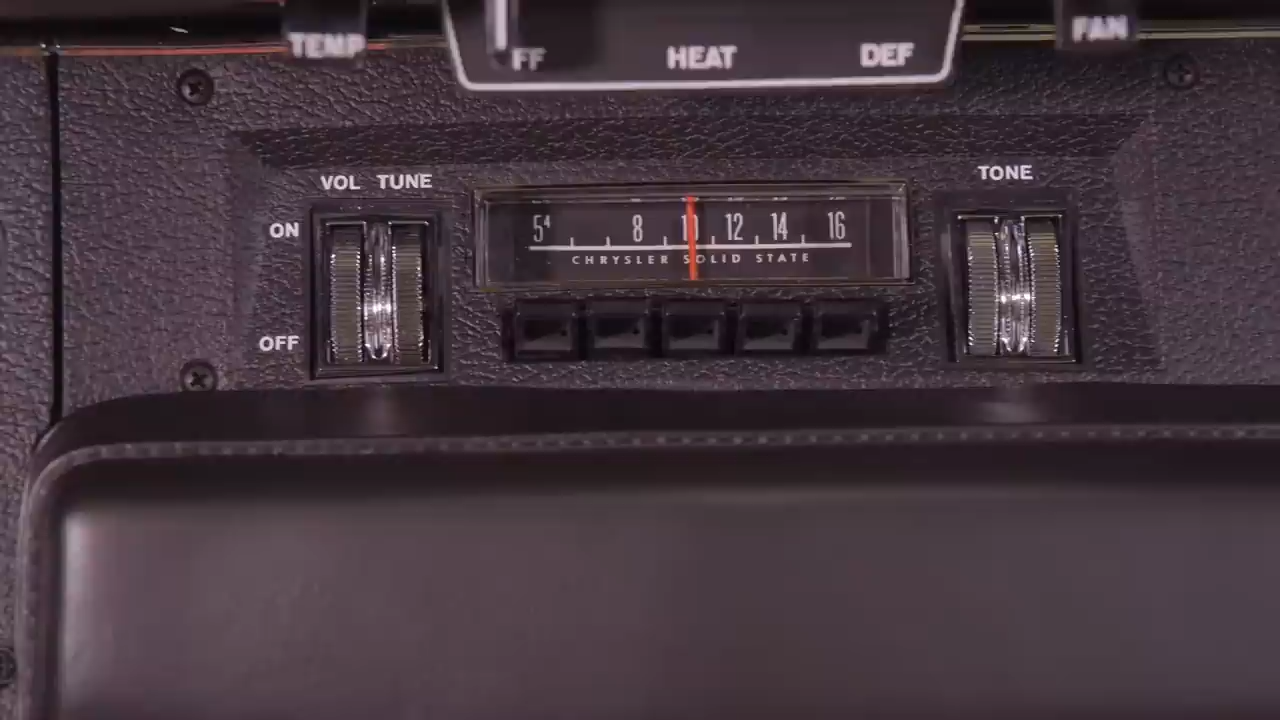 TEMP
FF HEAT DEF
FAN
VOL TUNE
TONE
ON
5⁴ 8 10 12 14 16
CHRYSLER SOLID STATE
OFF